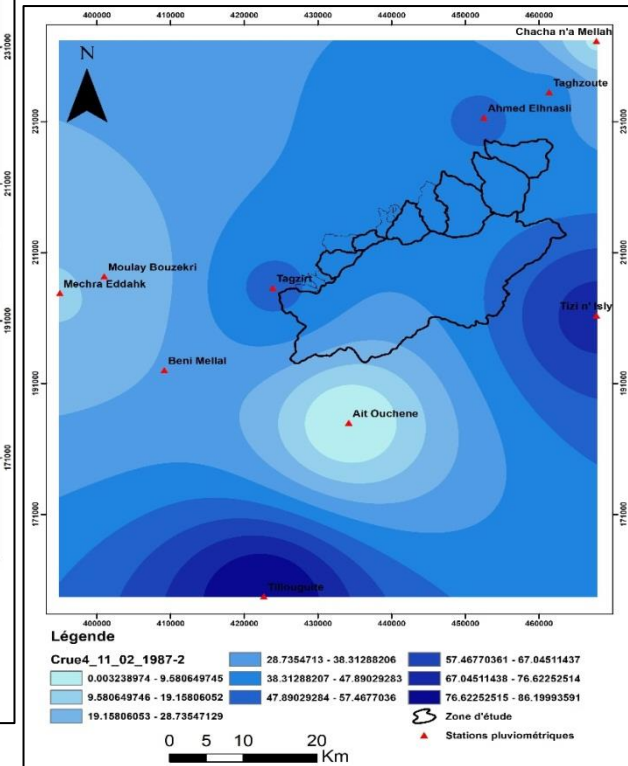 400000 410000 420000 430000 440000 450000 460000
Chacha n'a Mellah
N
Taghzoute
Ahmed Elhnasli
231000
231000
231000
211000
211000
211000
Moulay Bouzekri
Mechra Eddahk
Tagzirt
Tizi n' Isly
191000
191000
191000
Beni Mellal
Ait Ouchene
171000
171000
171000
Tillouguite
400000 410000 420000 430000 440000 450000 460000
Légende
Crue4_11_02_1987-2
0.003238974 - 9.580649745
9.580649746 - 19.15806052
19.15806053 - 28.73547129
28.7354713 - 38.31288206
38.31288207 - 47.89029283
47.89029284 - 57.4677036
57.46770361 - 67.04511437
67.04511438 - 76.62252514
76.62252515 - 86.19993591
Zone d'étude
Stations pluviométriques
0 5 10 20
Km